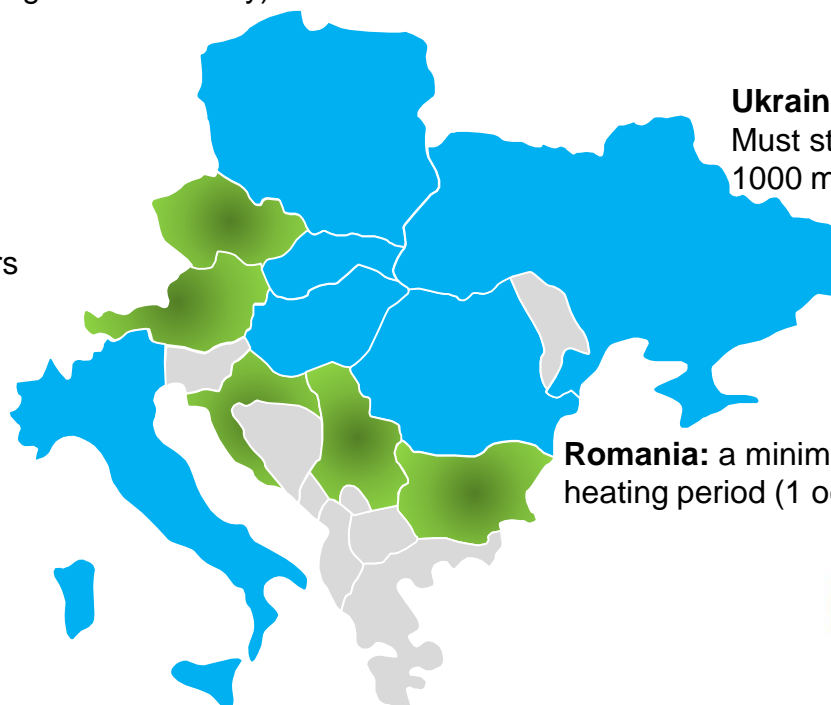 Ukrain
Must st
1000 m
rs
Romania: a minim
heating period (1 o